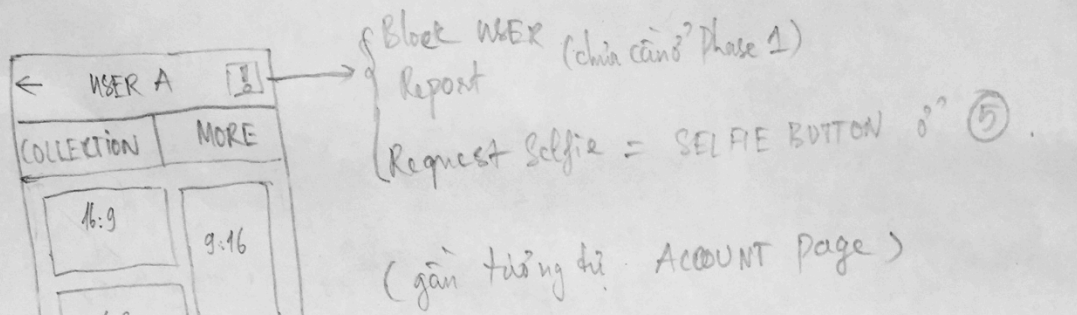 Block USER (chưa cần ở Phase 1)
← USER A
Report
COLLECTION MORE
Request Selfie = SELFIE BUTTON ở ⑤.
16:9
9:16
(gần tương tự ACCOUNT page)